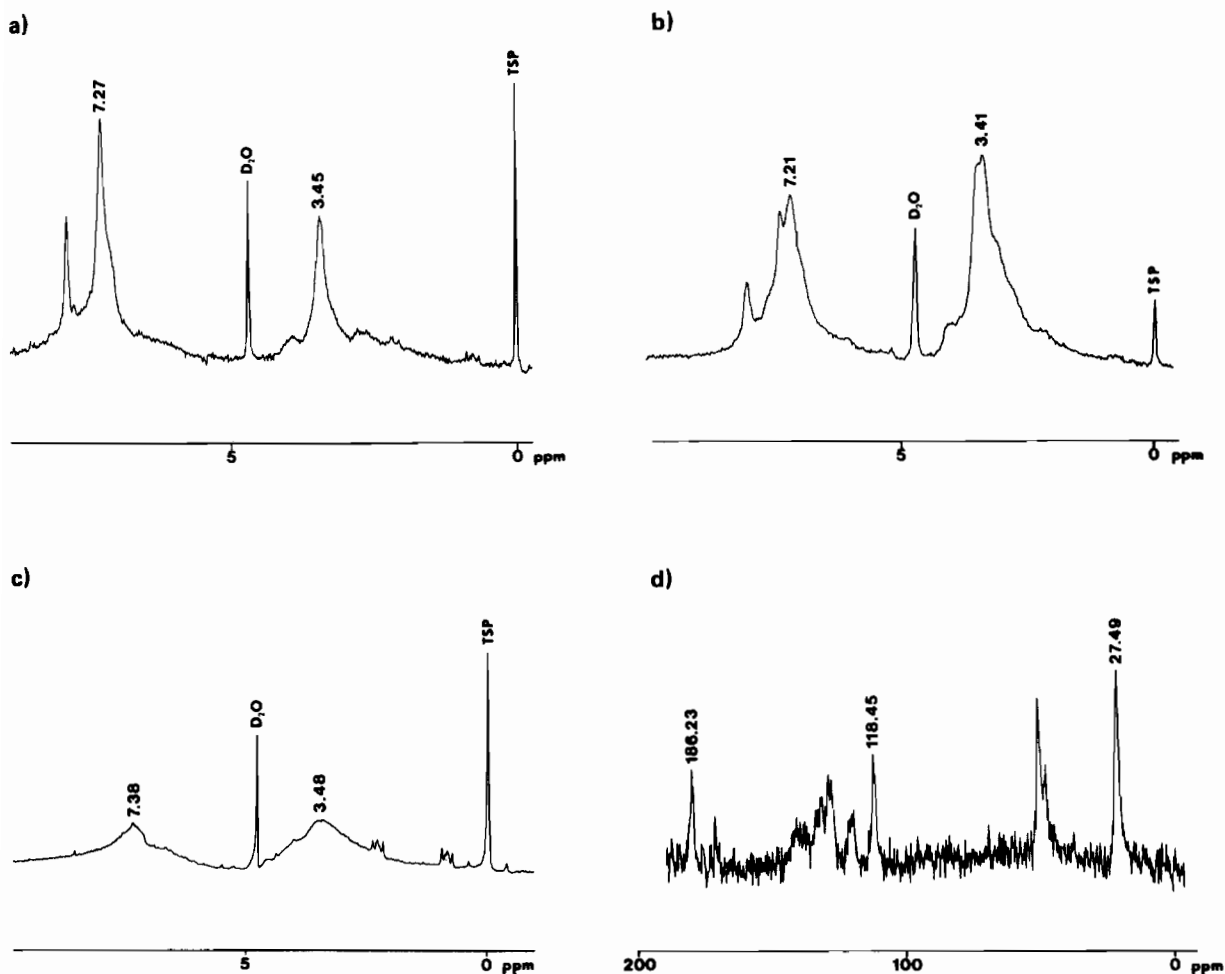 a)
7.27
D₂O
3.45
TSP
5
0 ppm
b)
7.21
D₂O
3.41
TSP
5
0 ppm
c)
7.38
D₂O
3.48
TSP
5
0 ppm
d)
186.23
118.45
27.49
200
100
0 ppm